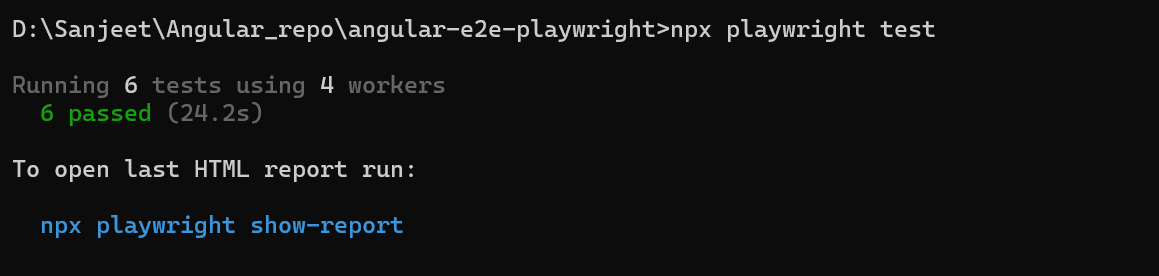 D:\Sanjeet\Angular_repo\angular-e2e-playwright>npx playwright test
Running 6 tests using 4 workers
6 passed (24.2s)
To open last HTML report run:
npx playwright show-report